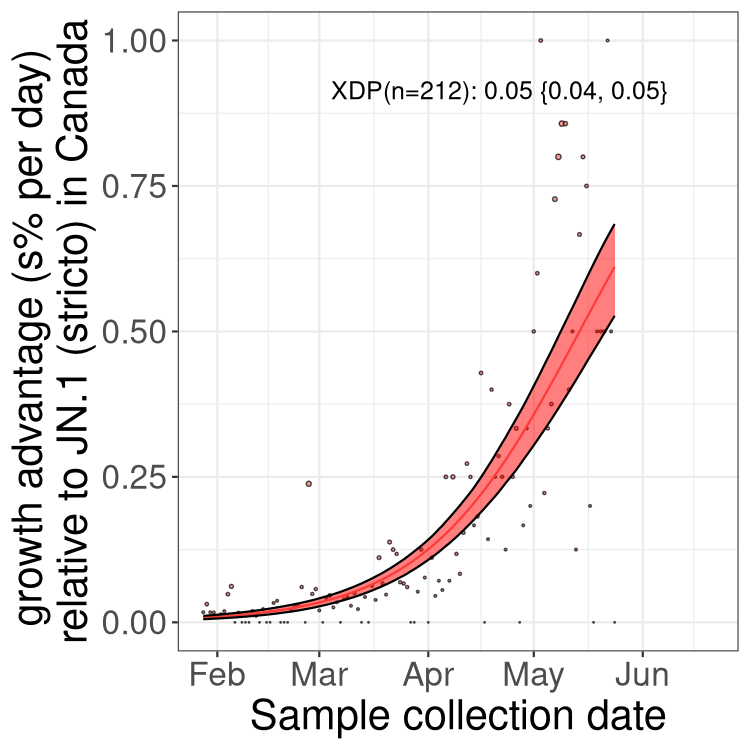 growth advantage (s% per day)
relative to JN.1 (stricto) in Canada
1.00
0.75
0.50
0.25
0.00
XDP(n=212): 0.05 {0.04, 0.05}
Feb Mar Apr May Jun
Sample collection date